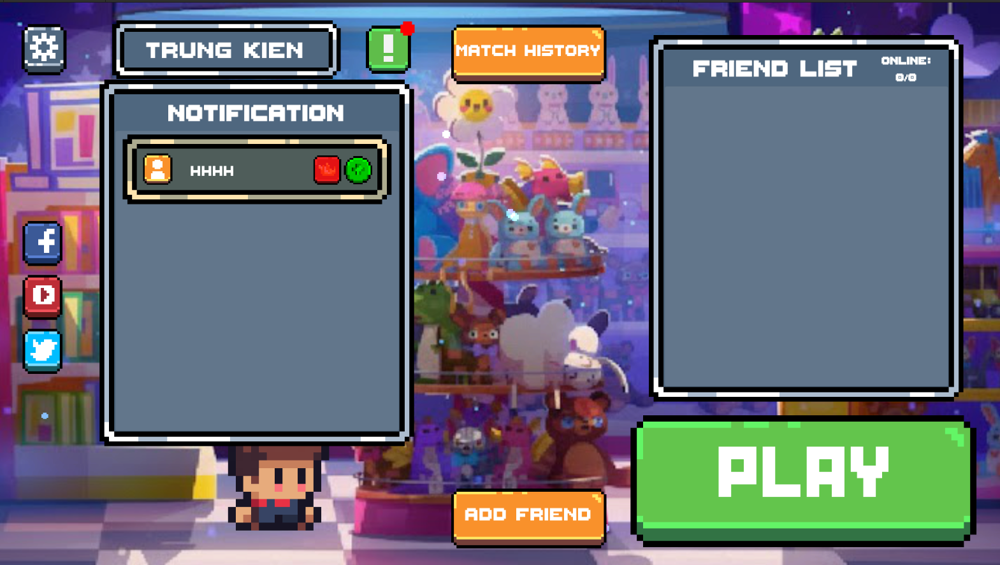 TRUNG KIEN
MATCH HISTORY
FRIEND LIST
ONLINE:
0/0
NOTIFICATION
HHHH
ADD FRIEND
PLAY